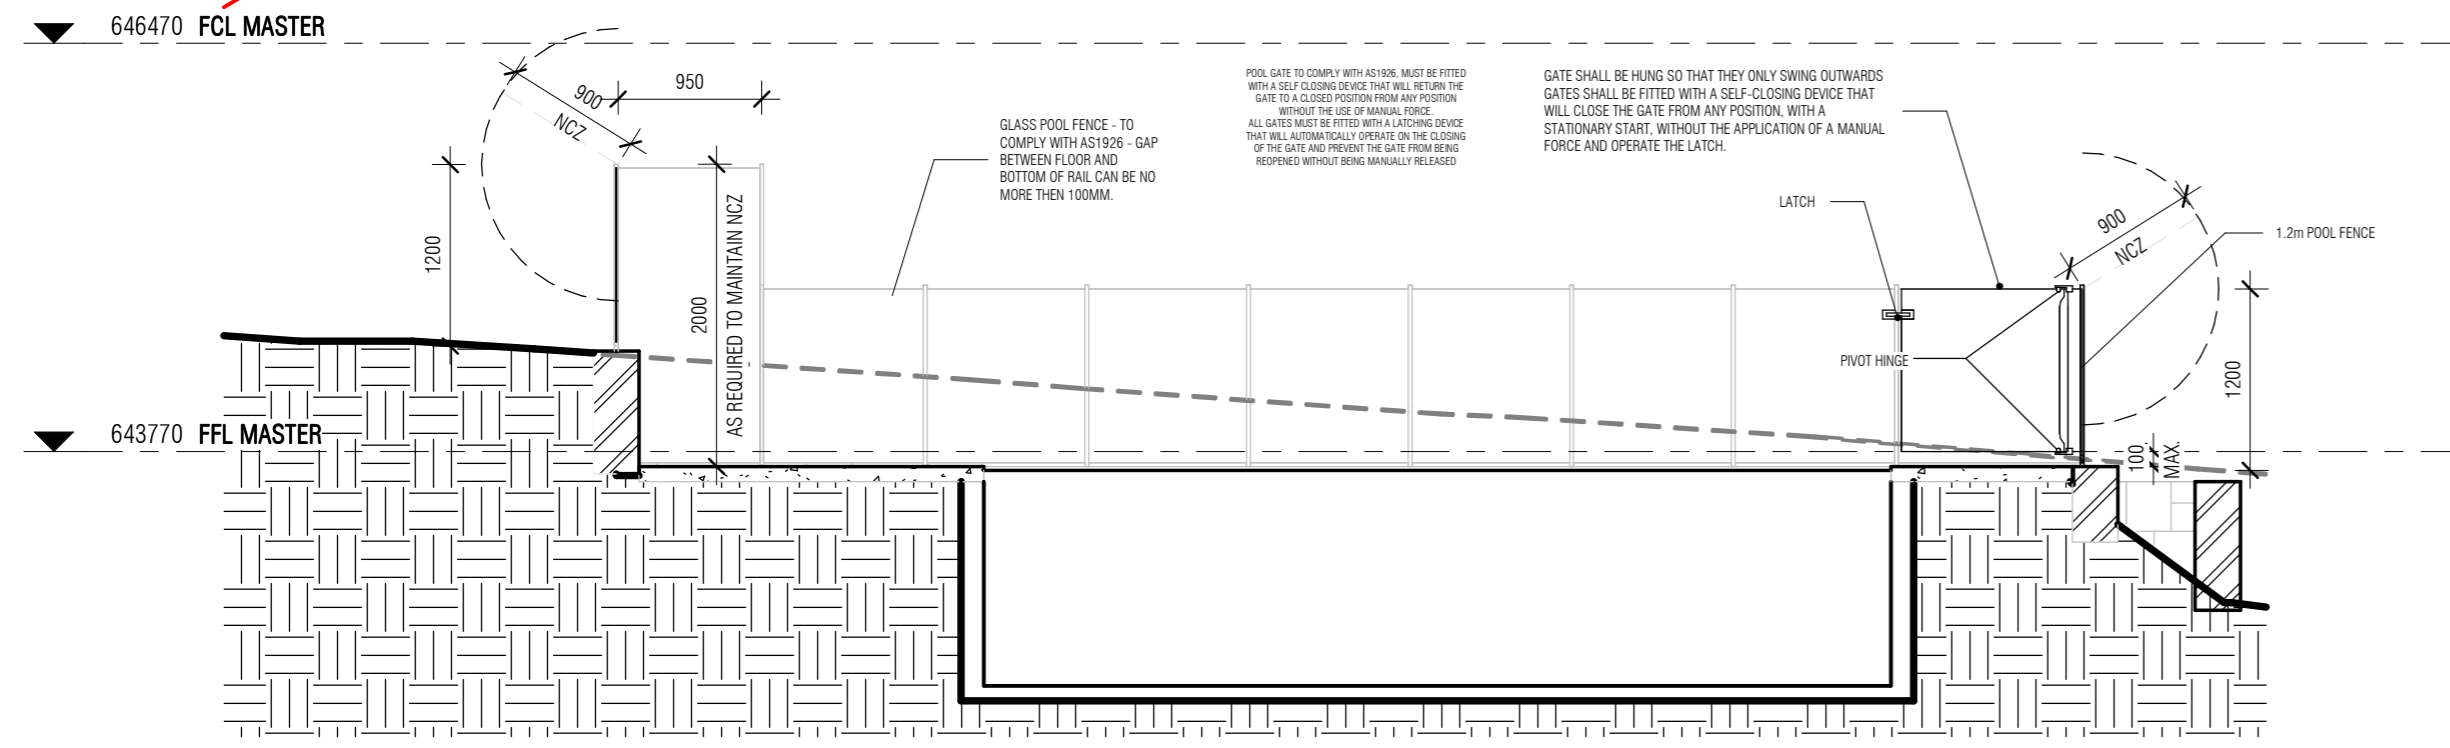 646470 FCL MASTER
900
NCZ
950
POOL GATE TO COMPLY WITH AS1926, MUST BE FITTED
WITH A SELF CLOSING DEVICE THAT WILL RETURN THE
GATE TO A CLOSED POSITION FROM ANY POSITION
WITHOUT THE USE OF MANUAL FORCE.
ALL GATES MUST BE FITTED WITH A LATCHING DEVICE
THAT WILL AUTOMATICALLY OPERATE ON THE CLOSING
OF THE GATE AND PREVENT THE GATE FROM BEING
REOPENED WITHOUT BEING MANUALLY RELEASED
GATE SHALL BE HUNG SO THAT THEY ONLY SWING OUTWARDS
GATES SHALL BE FITTED WITH A SELF-CLOSING DEVICE THAT
WILL CLOSE THE GATE FROM ANY POSITION, WITH A
STATIONARY START, WITHOUT THE APPLICATION OF A MANUAL
FORCE AND OPERATE THE LATCH.
GLASS POOL FENCE - TO
COMPLY WITH AS1926 - GAP
BETWEEN FLOOR AND
BOTTOM OF RAIL CAN BE NO
MORE THEN 100MM.
LATCH
900
NCZ
1.2m POOL FENCE
1200
2000
AS REQUIRED TO MAINTAIN NCZ
PIVOT HINGE
1200
643770 FFL MASTER
100
MAX.